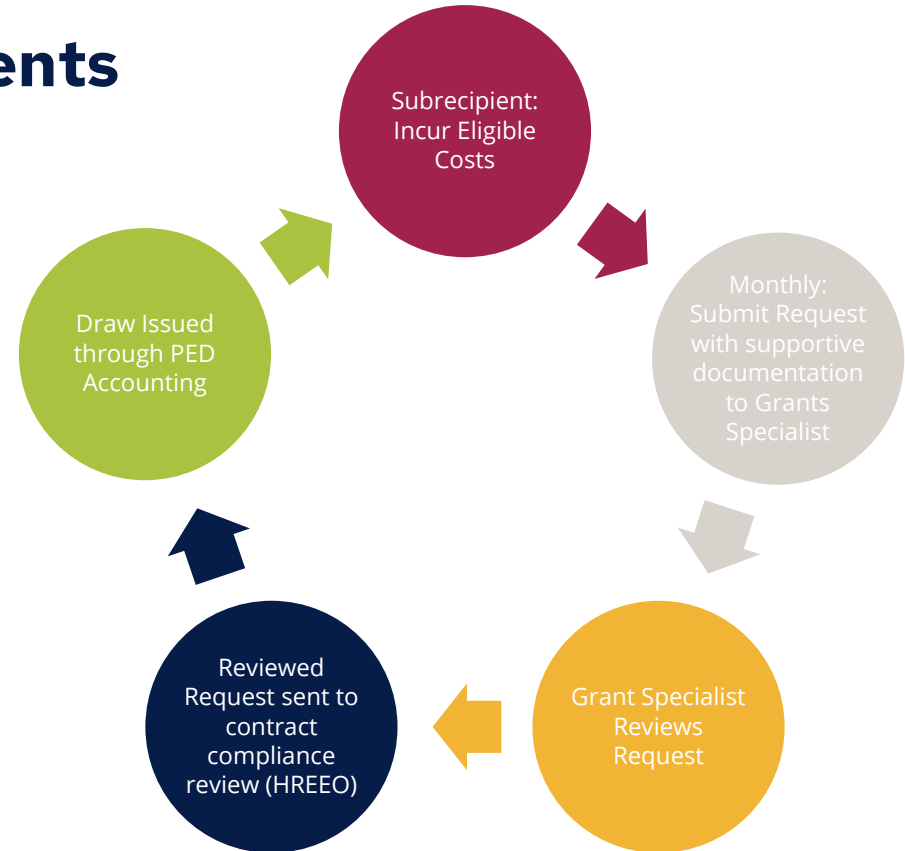 ents
Subrecipient:
Incur Eligible
Costs
Monthly:
Submit Request
with supportive
documentation
to Grants
Specialist
Grant Specialist
Reviews
Request
Reviewed
Request sent to
contract
compliance
review (HREEO)
Draw Issued
through PED
Accounting